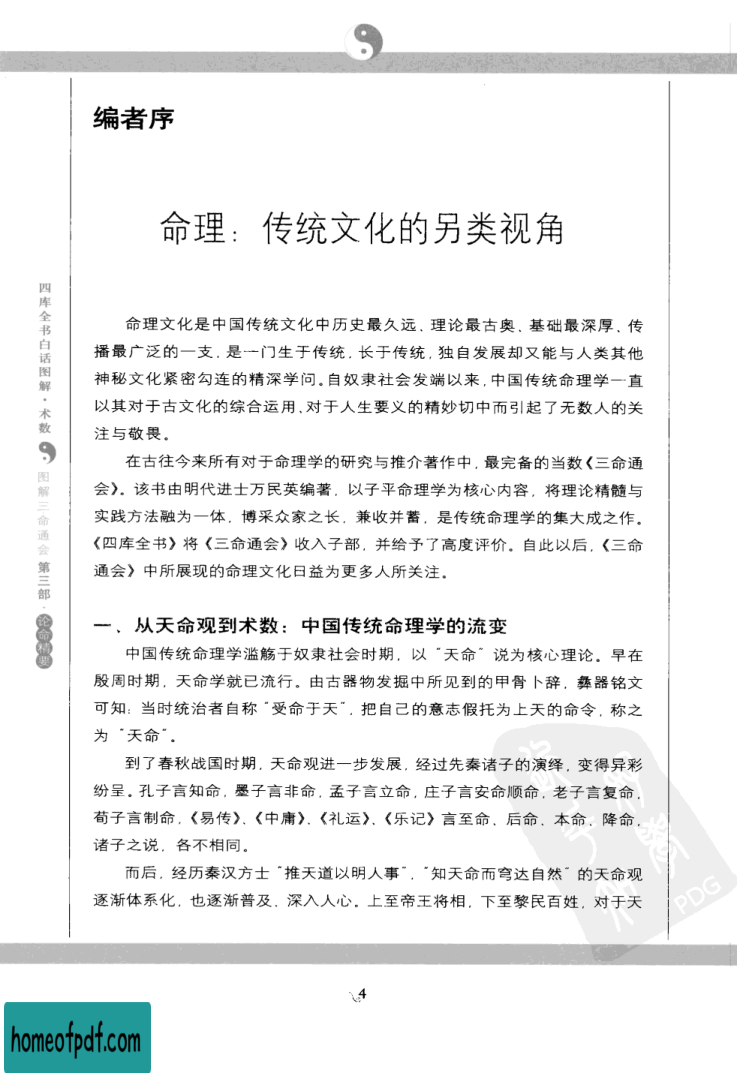 编者序
命理：传统文化的另类视角
命理文化是中国传统文化中历史最久远、理论最古奥、基础最深厚、传
播最广泛的一支，是一门生于传统，长于传统，独自发展却又能与人类其他
神秘文化紧密勾连的精深学问。自奴隶社会发端以来，中国传统命理学一直
以其对于古文化的综合运用、对于人生要义的精妙切中而引起了无数人的关
注与敬畏。
在古往今来所有对于命理学的研究与推介著作中，最完备的当数《三命通
会》。该书由明代进士万民英编著，以子平命理学为核心内容，将理论精髓与
实践方法融为一体，博采众家之长，兼收并蓄，是传统命理学的集大成之作。
《四库全书》将《三命通会》收入子部，并给予了高度评价。自此以后，《三命
通会》中所展现的命理文化日益为更多人所关注。
一、从天命观到术数：中国传统命理学的流变
中国传统命理学滥觞于奴隶社会时期，以“天命”说为核心理论。早在
殷周时期，天命学就已流行。由古器物发掘中所见到的甲骨卜辞，彝器铭文
可知：当时统治者自称“受命于天”，把自己的意志假托为上天的命令，称之
为“天命”。
到了春秋战国时期，天命观进一步发展，经过先秦诸子的演绎，变得异彩
纷呈。孔子言知命，墨子言非命，孟子言立命，庄子言安命顺命，老子言复命，
荀子言制命，《易传》、《中庸》、《礼运》、《乐记》言至命、后命、本命、降命，
诸子之说，各不相同。
而后，经历秦汉方士“推天道以明人事”，“知天命而穹达自然”的天命观
逐渐体系化，也逐渐普及、深入人心。上至帝王将相，下至黎民百姓，对于天
四库全书白话图解·术数
图解三命通会 第三部·论命精要
PDG
4
homeofpdf.com